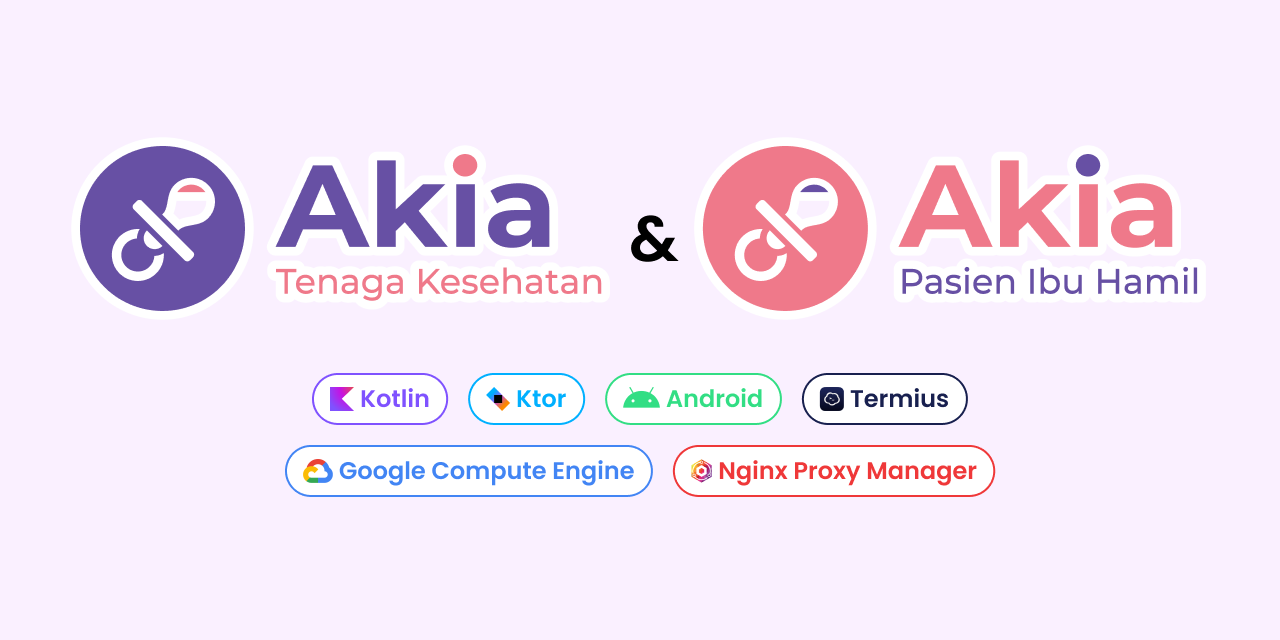 Akia
Tenaga Kesehatan
&
Akia
Pasien Ibu Hamil
Kotlin
Ktor
Android
Termius
Google Compute Engine
Nginx Proxy Manager